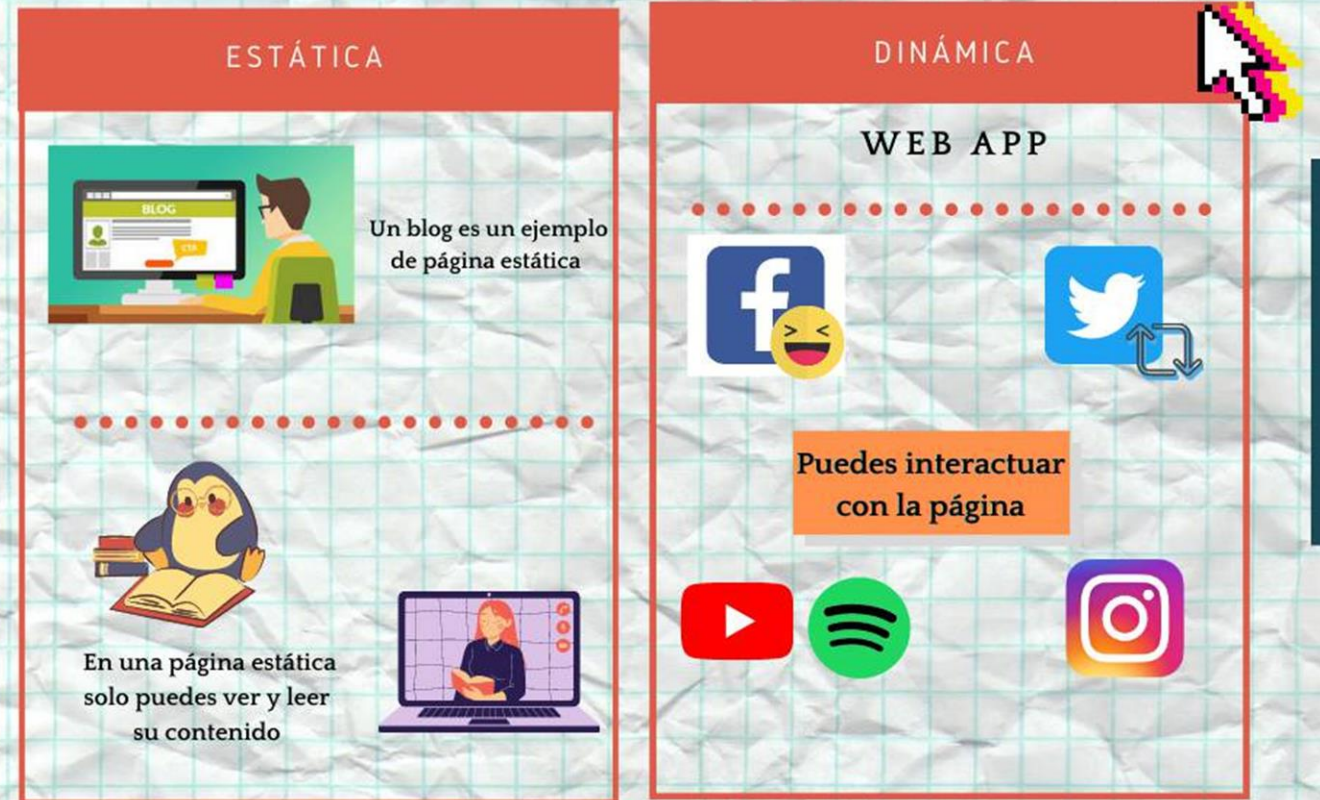 ESTÁTICA
BLOG
CTA
Un blog es un ejemplo
de página estática
En una página estática
solo puedes ver y leer
su contenido
DINÁMICA
WEB APP
f
Puedes interactuar
con la página